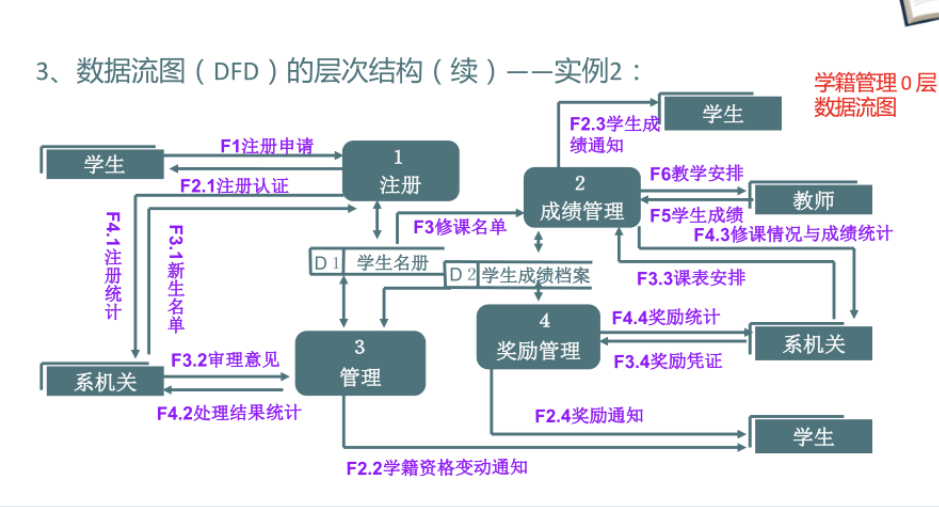 3、数据流图（DFD）的层次结构（续）——实例2：
学籍管理0层
数据流图
学生
F2.3学生成
绩通知
学生
F1注册申请
1
注册
F2.1注册认证
2
成绩管理
F6教学安排
教师
F5学生成绩
F4.3修课情况与成绩统计
F3修课名单
F4.1注册统计
F3.1新生名单
D1 学生名册
D2 学生成绩档案
F3.3课表安排
3
管理
4
奖励管理
F4.4奖励统计
系机关
F3.4奖励凭证
系机关
F3.2审理意见
F4.2处理结果统计
F2.4奖励通知
学生
F2.2学籍资格变动通知